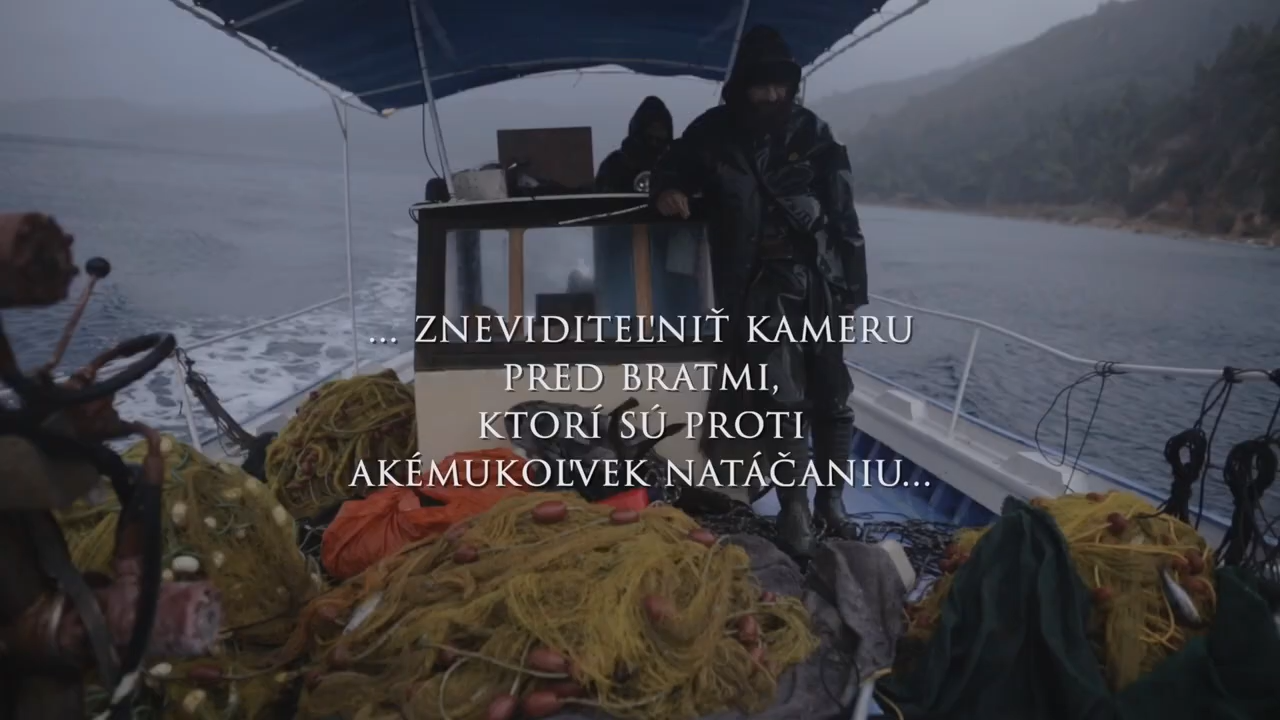 ... ZNEVIDITEĽNIŤ KAMERU
PRED BRATMI,
KTORÍ SÚ PROTI
AKÉMUKOĽVEK NATÁČANIU...